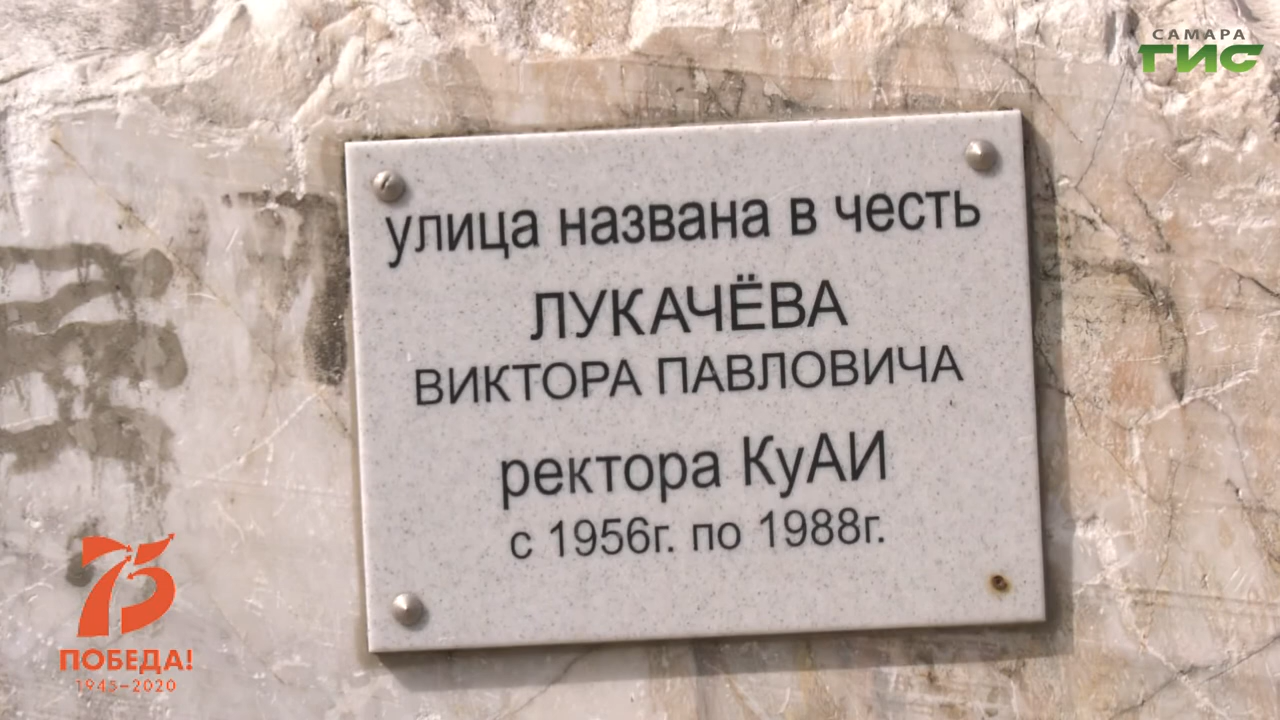 САМАРА
ГИС
улица названа в честь
ЛУКАЧЁВА
ВИКТОРА ПАВЛОВИЧА
ректора КуАИ
с 1956г. по 1988г.
75
ПОБЕДА!
1945–2020